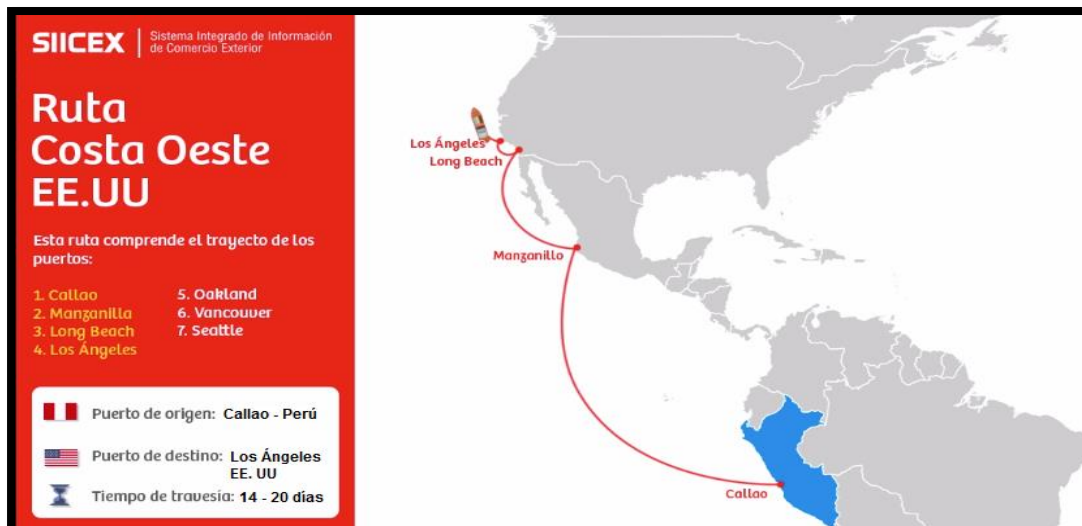 SIICEX
Sistema Integrado de Información
de Comercio Exterior
Ruta
Costa Oeste
EE.UU
Esta ruta comprende el trayecto de los
puertos:
1. Callao
2. Manzanilla
3. Long Beach
4. Los Ángeles
5. Oakland
6. Vancouver
7. Seattle
Puerto de origen: Callao - Perú
Puerto de destino: Los Ángeles
EE. UU
Tiempo de travesía: 14 - 20 días
Los Ángeles
Long Beach
Manzanillo
Callao